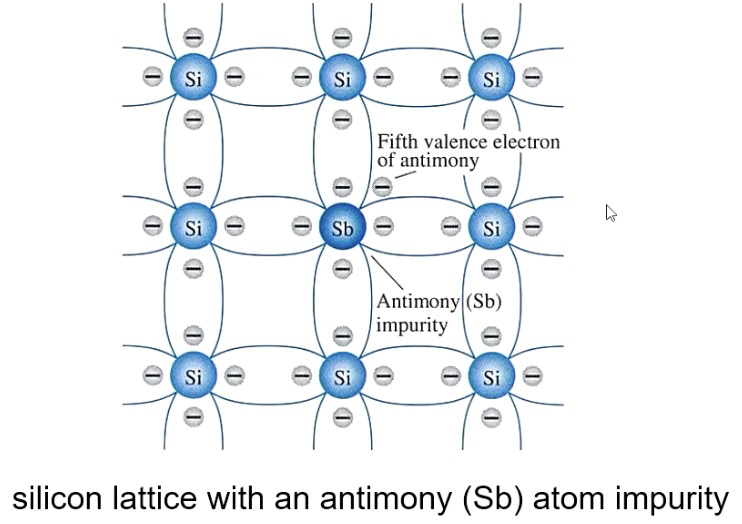 Si Si Si
Fifth valence electron
of antimony
Si Sb Si
Antimony (Sb)
impurity
Si Si Si
silicon lattice with an antimony (Sb) atom impurity